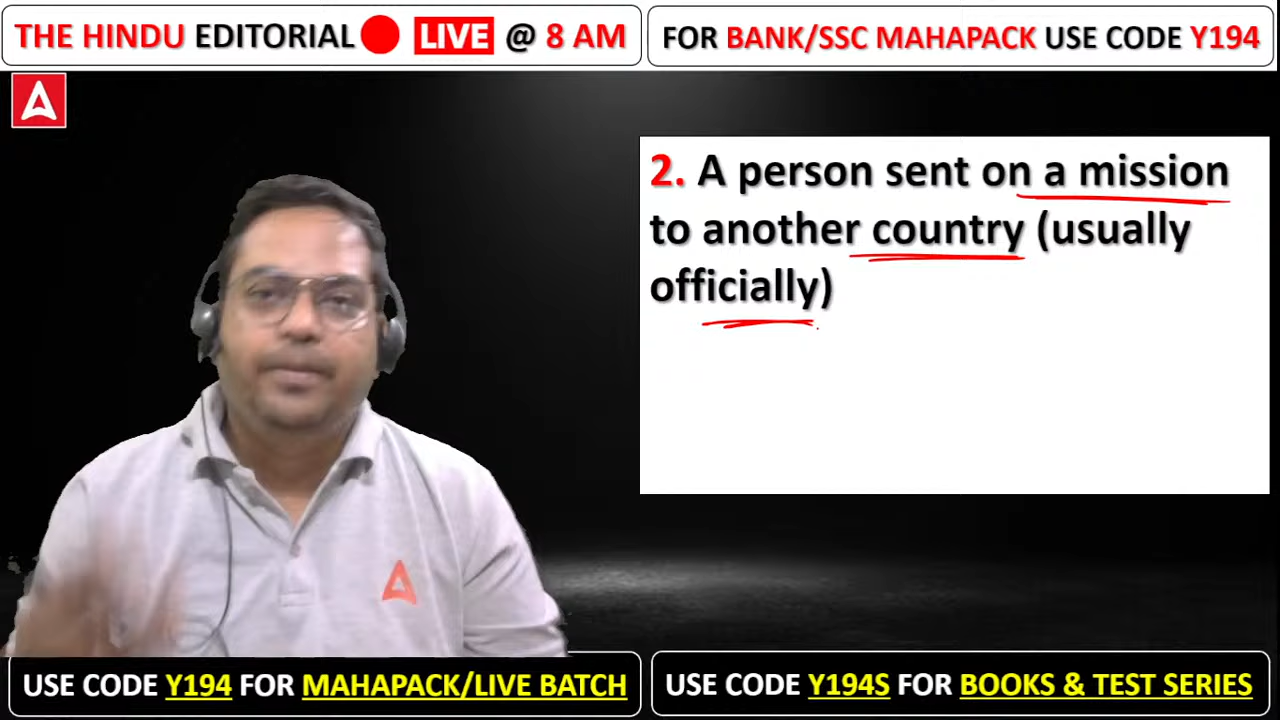 THE HINDU EDITORIAL LIVE @ 8 AM
FOR BANK/SSC MAHAPACK USE CODE Y194
2. A person sent on a mission
to another country (usually
officially)
USE CODE Y194 FOR MAHAPACK/LIVE BATCH
USE CODE Y194S FOR BOOKS & TEST SERIES